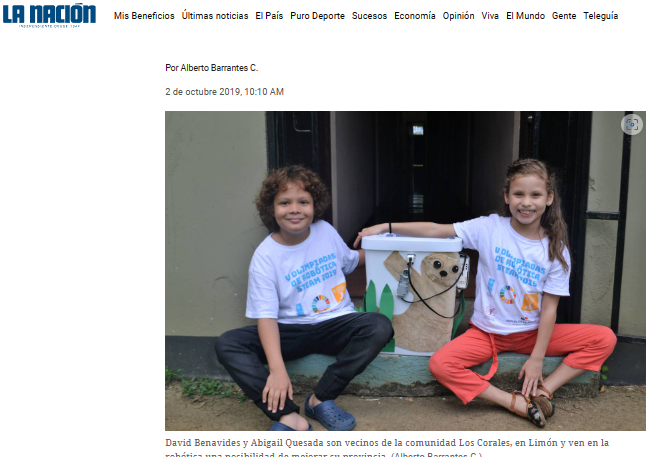 LA NACIÓN
INDEPENDIENTE DESDE 1946
Mis Beneficios Últimas noticias El País Puro Deporte Sucesos Economía Opinión Viva El Mundo Gente Teleguía
Por Alberto Barrantes C.
2 de octubre 2019, 10:10 AM
V OLIMPIADAS
DE ROBÓTICA
STEAM 2019
V OLIMPIADAS
DE ROBÓTICA
STEAM 2019
David Benavides y Abigail Quesada son vecinos de la comunidad Los Corales, en Limón y ven en la
robótica una posibilidad de mejorar su provincia. (Alberto Barrantes C.)